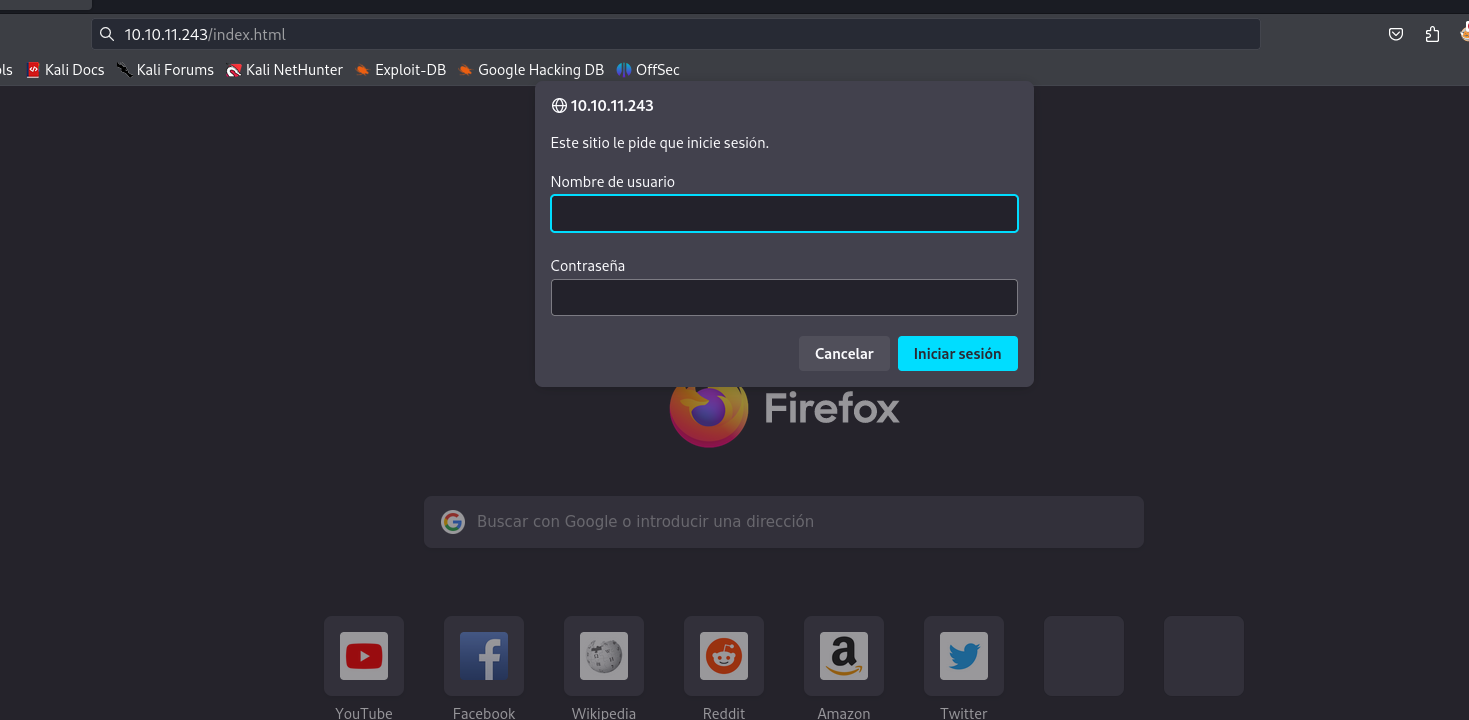 10.10.11.243/index.html
ls Kali Docs Kali Forums Kali NetHunter Exploit-DB Google Hacking DB OffSec
10.10.11.243
Este sitio le pide que inicie sesión.
Nombre de usuario
Contraseña
Cancelar Iniciar sesión
Firefox
Buscar con Google o introducir una dirección
YouTube Facebook Wikipedia Reddit Amazon Twitter